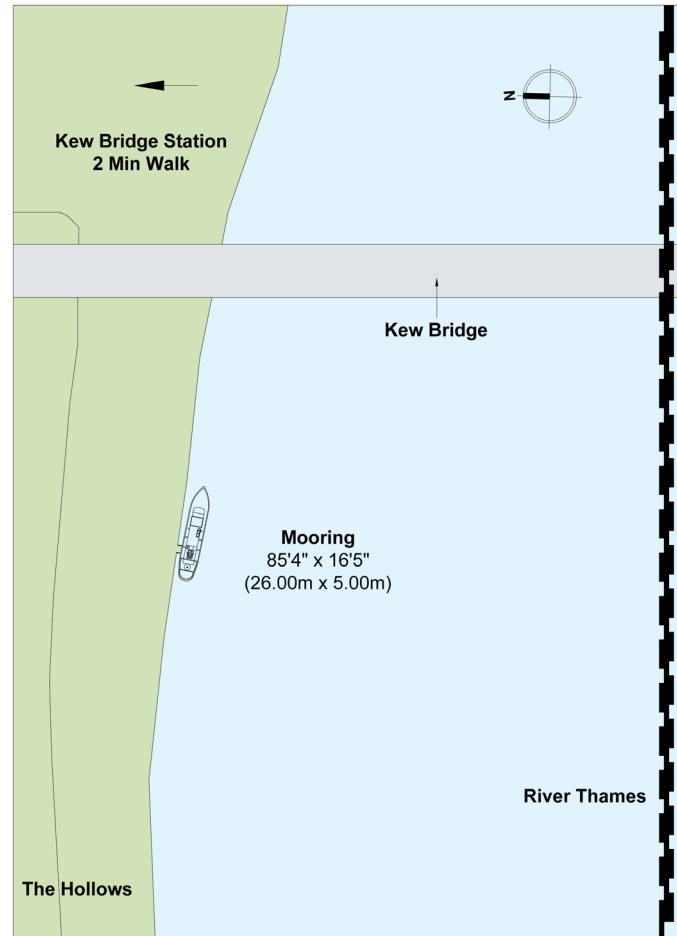 N
Kew Bridge Station
2 Min Walk
Kew Bridge
Mooring
85'4" x 16'5"
(26.00m x 5.00m)
River Thames
The Hollows